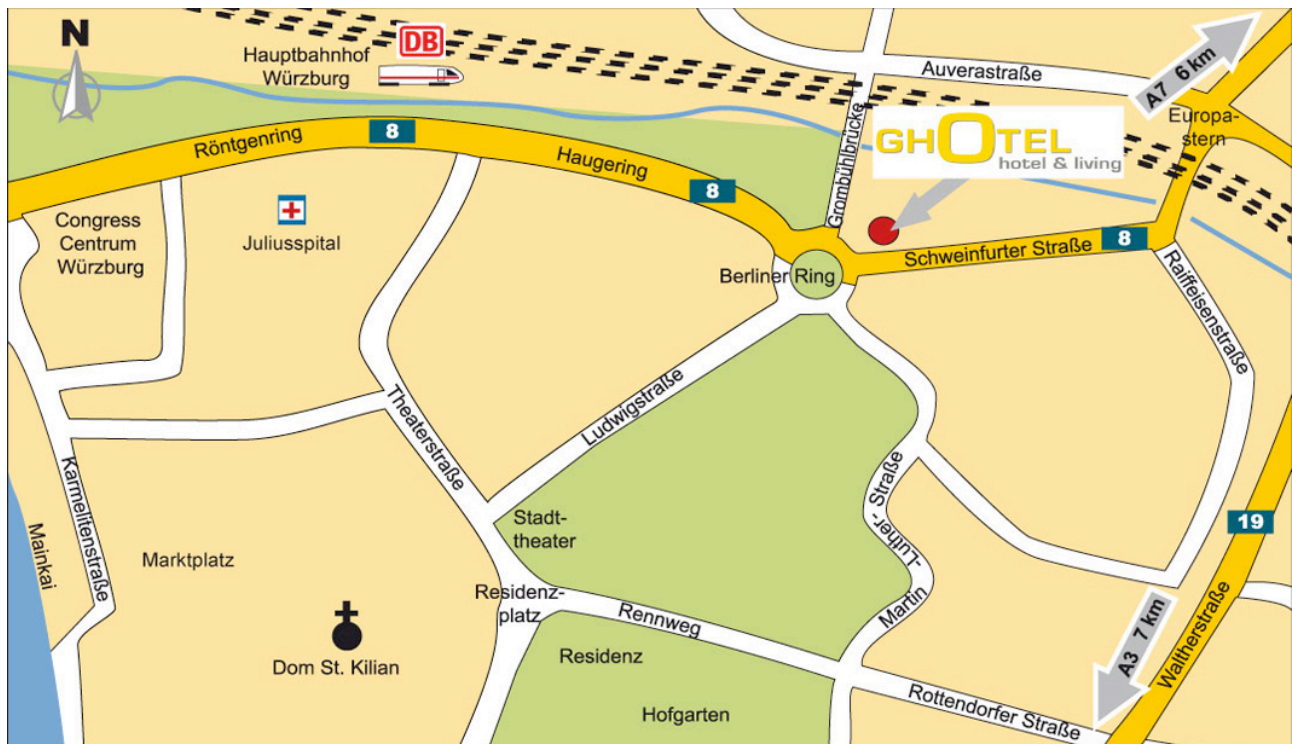 N
DB
Hauptbahnhof
Würzburg
Auverastraße
A7 6 km
Europa-
stern
GHOTEL
hotel & living
Grombühlbrücke
8
Röntgenring
Haugering
8
Congress
Centrum
Würzburg
Juliusspital
Schweinfurter Straße
8
Berliner Ring
Raiffeisenstraße
Ludwigstraße
Theaterstraße
Karmelitenstraße
Mainkai
Marktplatz
Stadt-
theater
Martin
-Luther-
Straße
19
Residenz-
platz
Rennweg
Waltherstraße
A3 7 km
Dom St. Kilian
Residenz
Hofgarten
Rottendorfer Straße